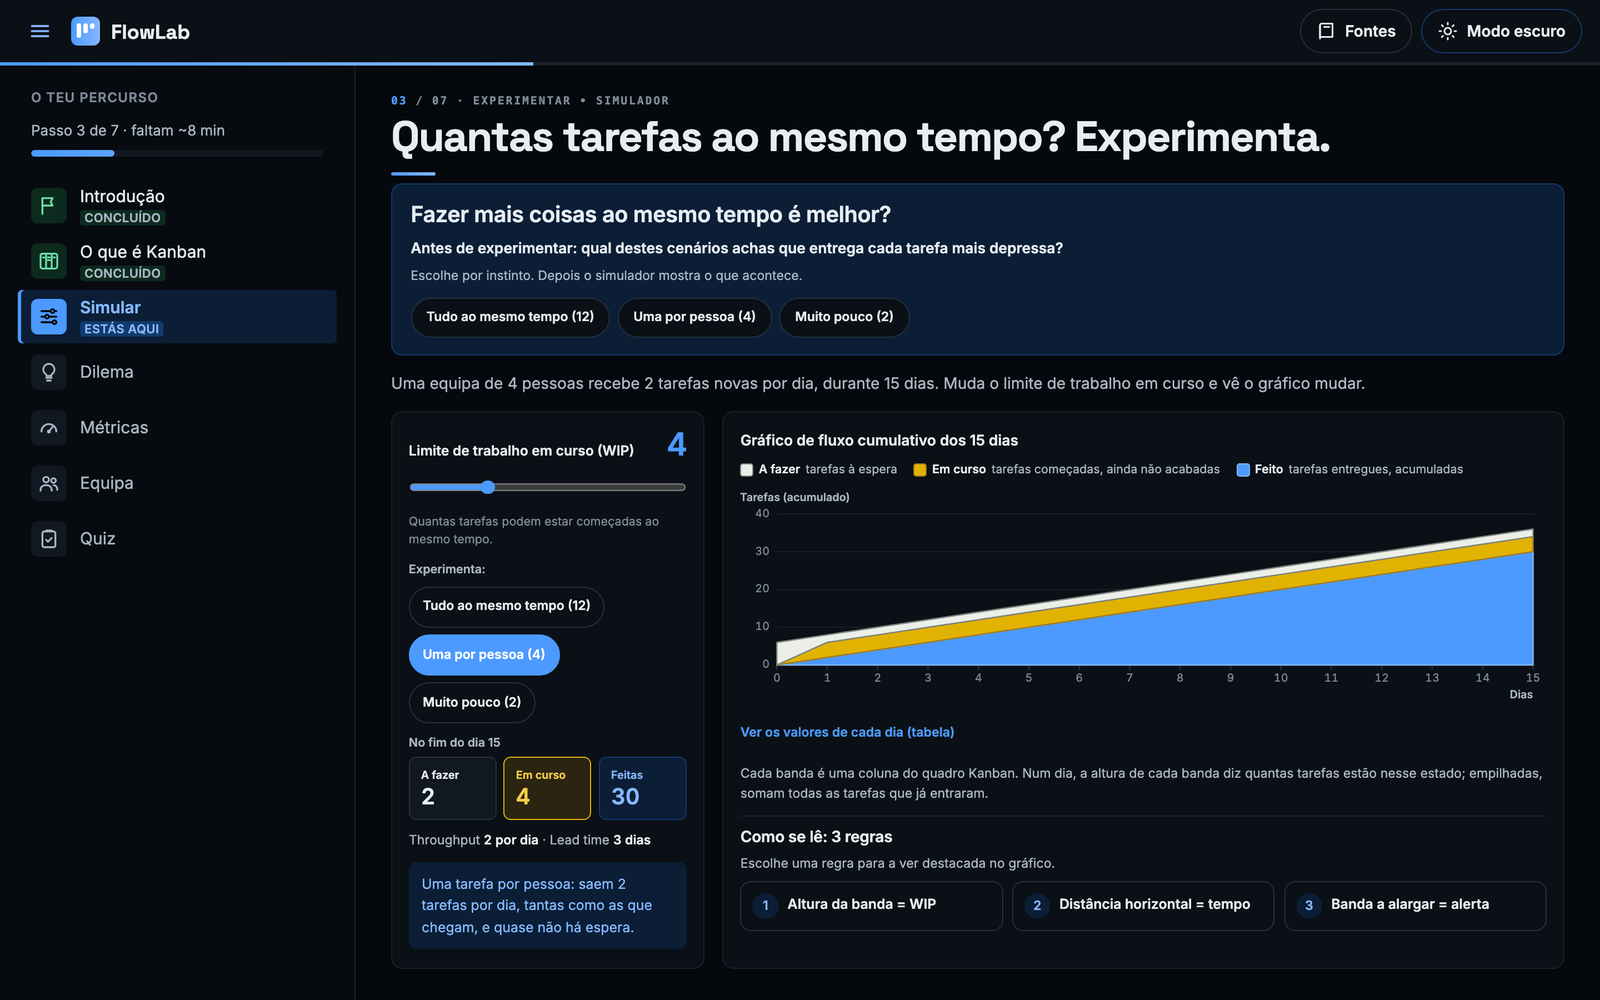 FlowLab
Fontes
Modo escuro
O TEU PERCURSO
Passo 3 de 7 · faltam ~8 min
Introdução
CONCLUÍDO
O que é Kanban
CONCLUÍDO
Simular
ESTÁS AQUI
Dilema
Métricas
Equipa
Quiz
03 / 07 · EXPERIMENTAR • SIMULADOR
Quantas tarefas ao mesmo tempo? Experimenta.
Fazer mais coisas ao mesmo tempo é melhor?
Antes de experimentar: qual destes cenários achas que entrega cada tarefa mais depressa?
Escolhe por instinto. Depois o simulador mostra o que acontece.
Tudo ao mesmo tempo (12)
Uma por pessoa (4)
Muito pouco (2)
Uma equipa de 4 pessoas recebe 2 tarefas novas por dia, durante 15 dias. Muda o limite de trabalho em curso e vê o gráfico mudar.
Limite de trabalho em curso (WIP)
4
Quantas tarefas podem estar começadas ao
mesmo tempo.
Experimenta:
Tudo ao mesmo tempo (12)
Uma por pessoa (4)
Muito pouco (2)
No fim do dia 15
A fazer
2
Em curso
4
Feitas
30
Throughput 2 por dia · Lead time 3 dias
Uma tarefa por pessoa: saem 2
tarefas por dia, tantas como as que
chegam, e quase não há espera.
Gráfico de fluxo cumulativo dos 15 dias
A fazer tarefas à espera
Em curso tarefas começadas, ainda não acabadas
Feito tarefas entregues, acumuladas
Tarefas (acumulado)
40
30
20
10
0
0 1 2 3 4 5 6 7 8 9 10 11 12 13 14 15
Dias
Ver os valores de cada dia (tabela)
Cada banda é uma coluna do quadro Kanban. Num dia, a altura de cada banda diz quantas tarefas estão nesse estado; empilhadas,
somam todas as tarefas que já entraram.
Como se lê: 3 regras
Escolhe uma regra para a ver destacada no gráfico.
1 Altura da banda = WIP
2 Distância horizontal = tempo
3 Banda a alargar = alerta